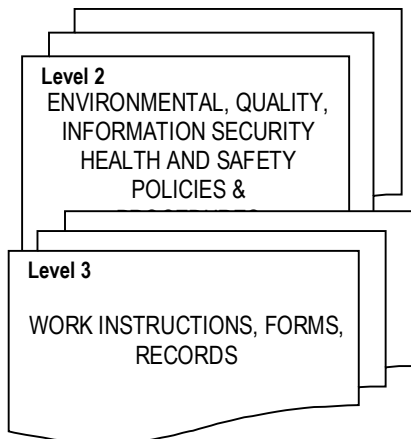 Level 2
ENVIRONMENTAL, QUALITY,
INFORMATION SECURITY
HEALTH AND SAFETY
POLICIES &
Level 3
WORK INSTRUCTIONS, FORMS,
RECORDS